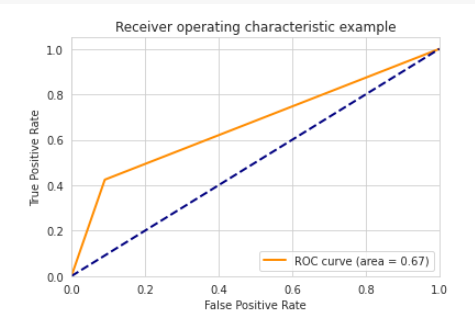 Receiver operating characteristic example
1.0
0.8
0.6
0.4
0.2
0.0
True Positive Rate
ROC curve (area = 0.67)
0.0 0.2 0.4 0.6 0.8 1.0
False Positive Rate